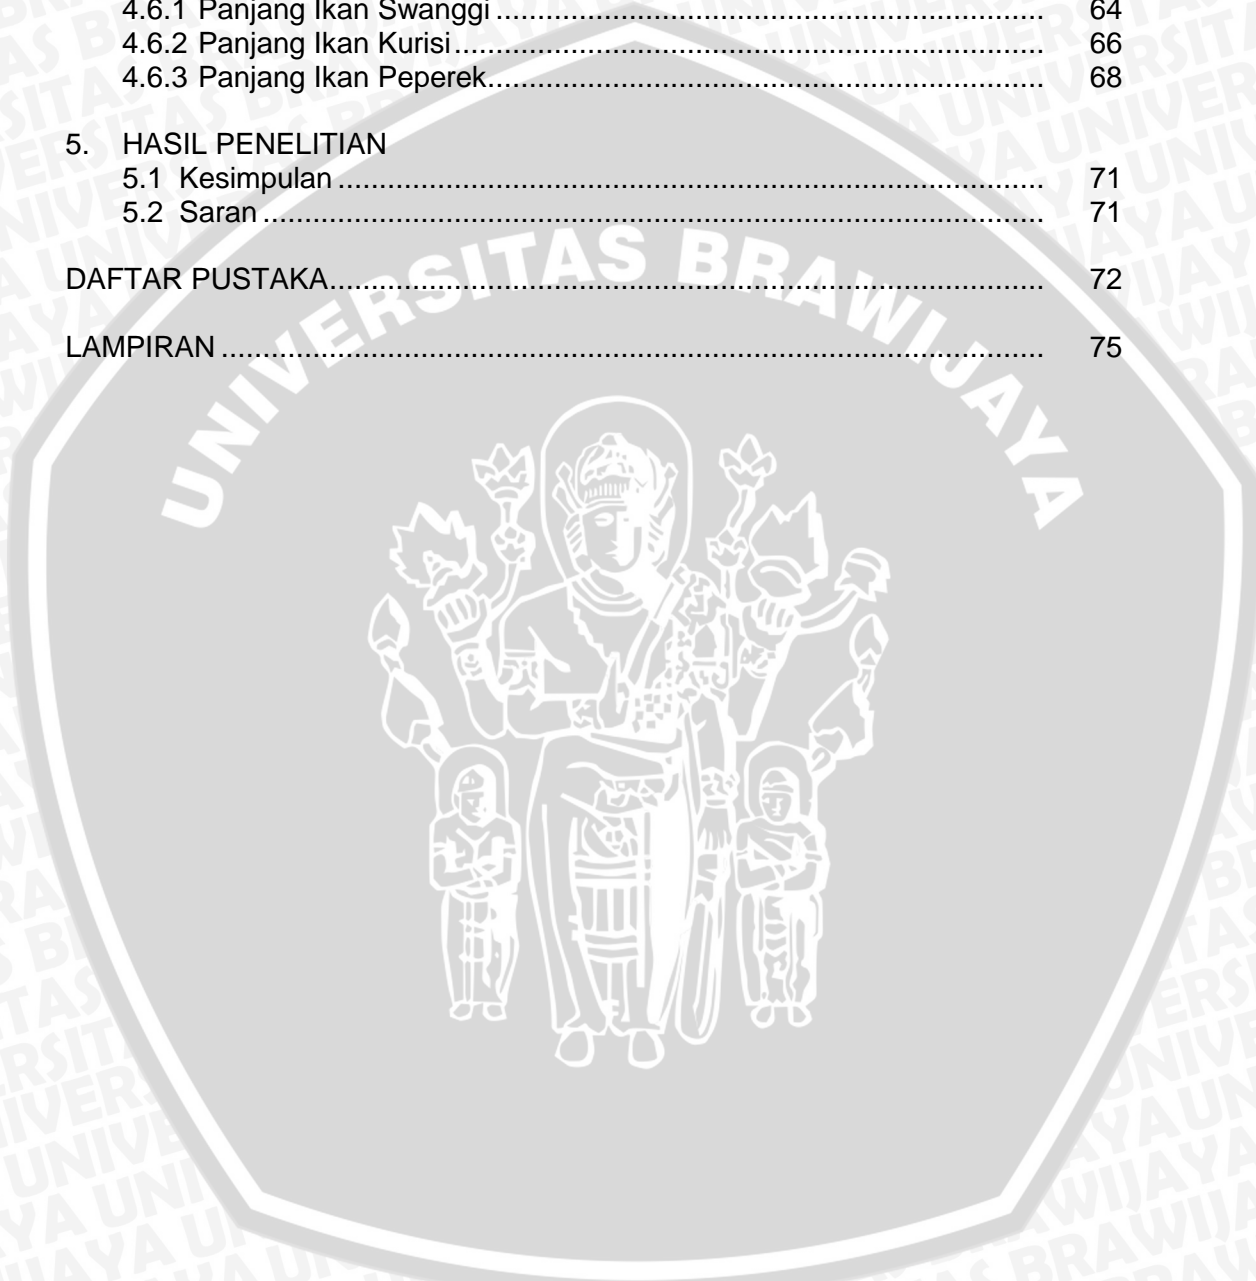 4.6.1 Panjang Ikan Swanggi ................................................................... 64
4.6.2 Panjang Ikan Kurisi ........................................................................ 66
4.6.3 Panjang Ikan Peperek.................................................................... 68
5. HASIL PENELITIAN
5.1 Kesimpulan ...................................................................................... 71
5.2 Saran ............................................................................................... 71
DAFTAR PUSTAKA....................................................................................... 72
LAMPIRAN .................................................................................................... 75
UNIVERSITAS BRAWIJAYA